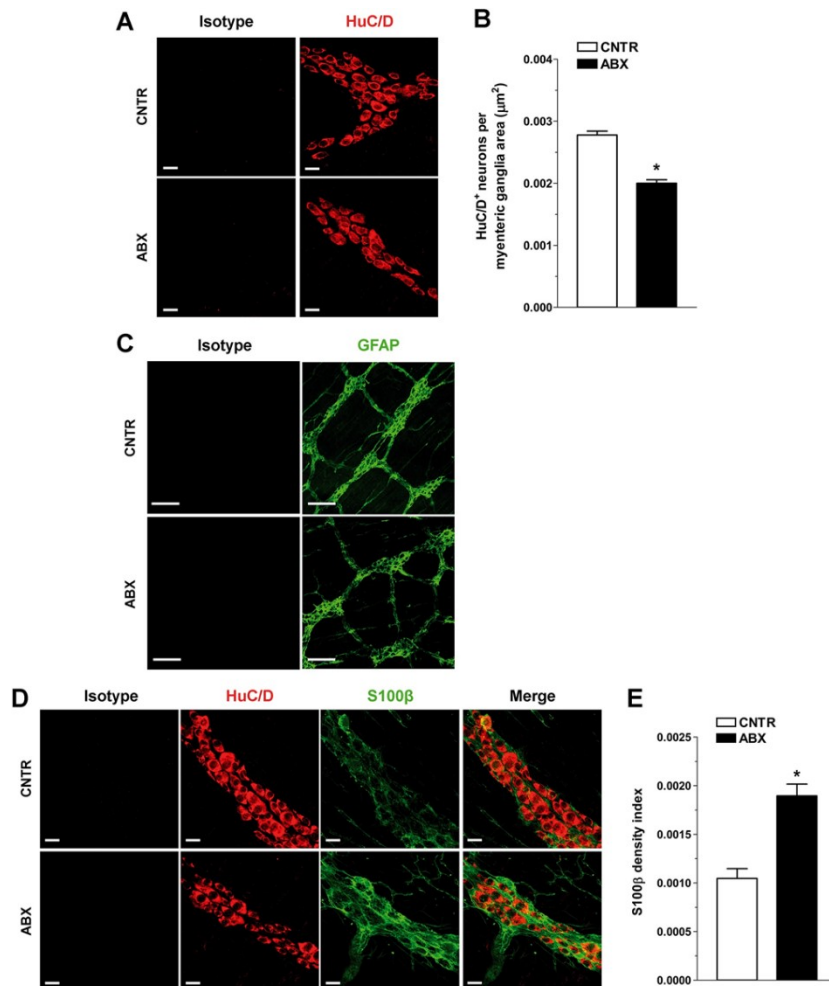 A
Isotype
HuC/D
CNTR
ABX
B
CNTR
ABX
HuC/D⁺ neurons per
myenteric ganglia area (μm²)
0.004
0.003
0.002
0.001
0.000
*
C
Isotype
GFAP
CNTR
ABX
D
Isotype
HuC/D
S100β
Merge
CNTR
ABX
E
CNTR
ABX
S100β density index
0.0025
0.0020
0.0015
0.0010
0.0005
0.0000
*